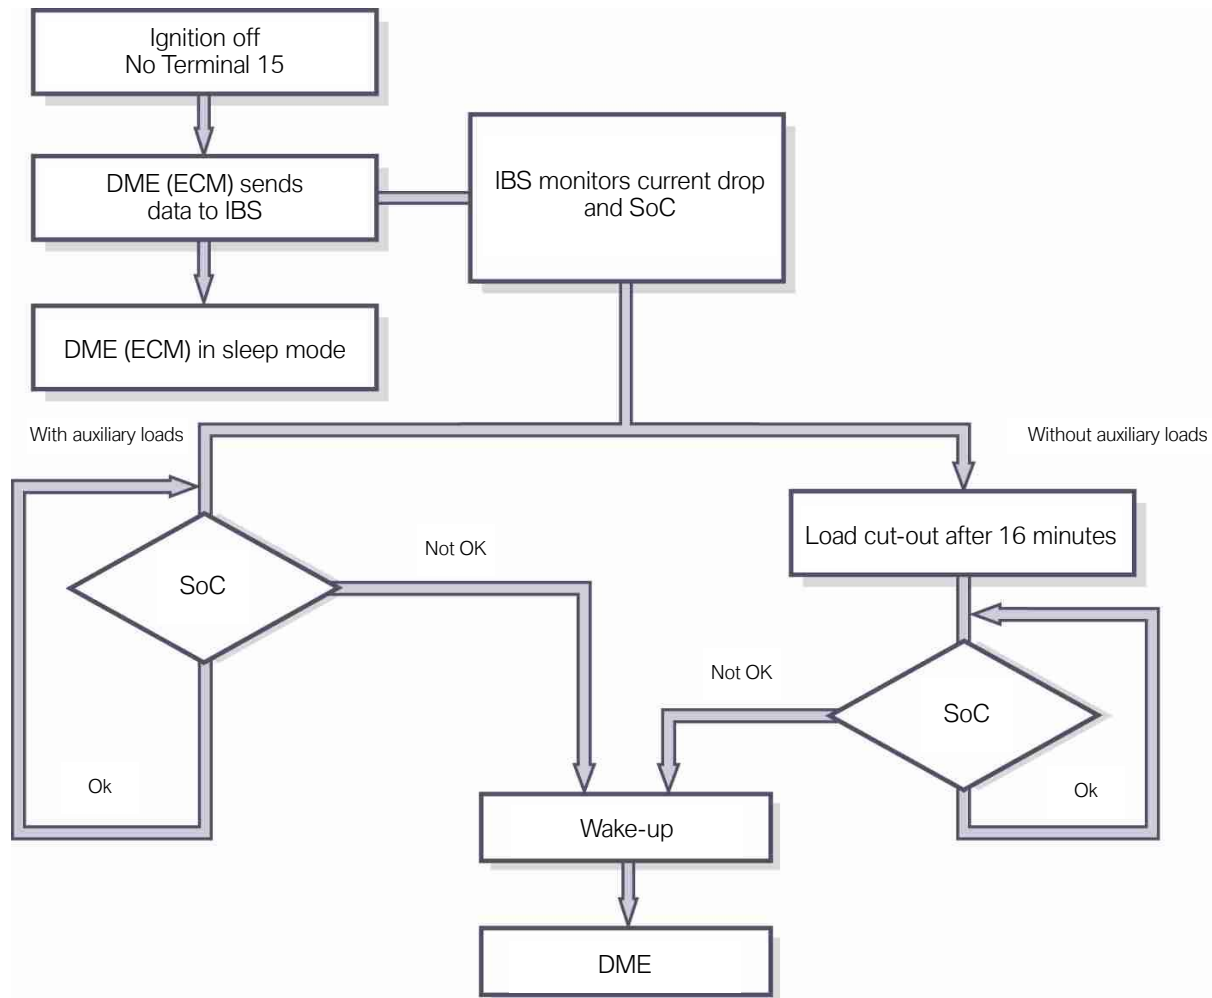 Ignition off
No Terminal 15
DME (ECM) sends
data to IBS
IBS monitors current drop
and SoC
DME (ECM) in sleep mode
With auxiliary loads
Without auxiliary loads
Load cut-out after 16 minutes
Not OK
SoC
Not OK
SoC
Ok
Ok
Wake-up
DME